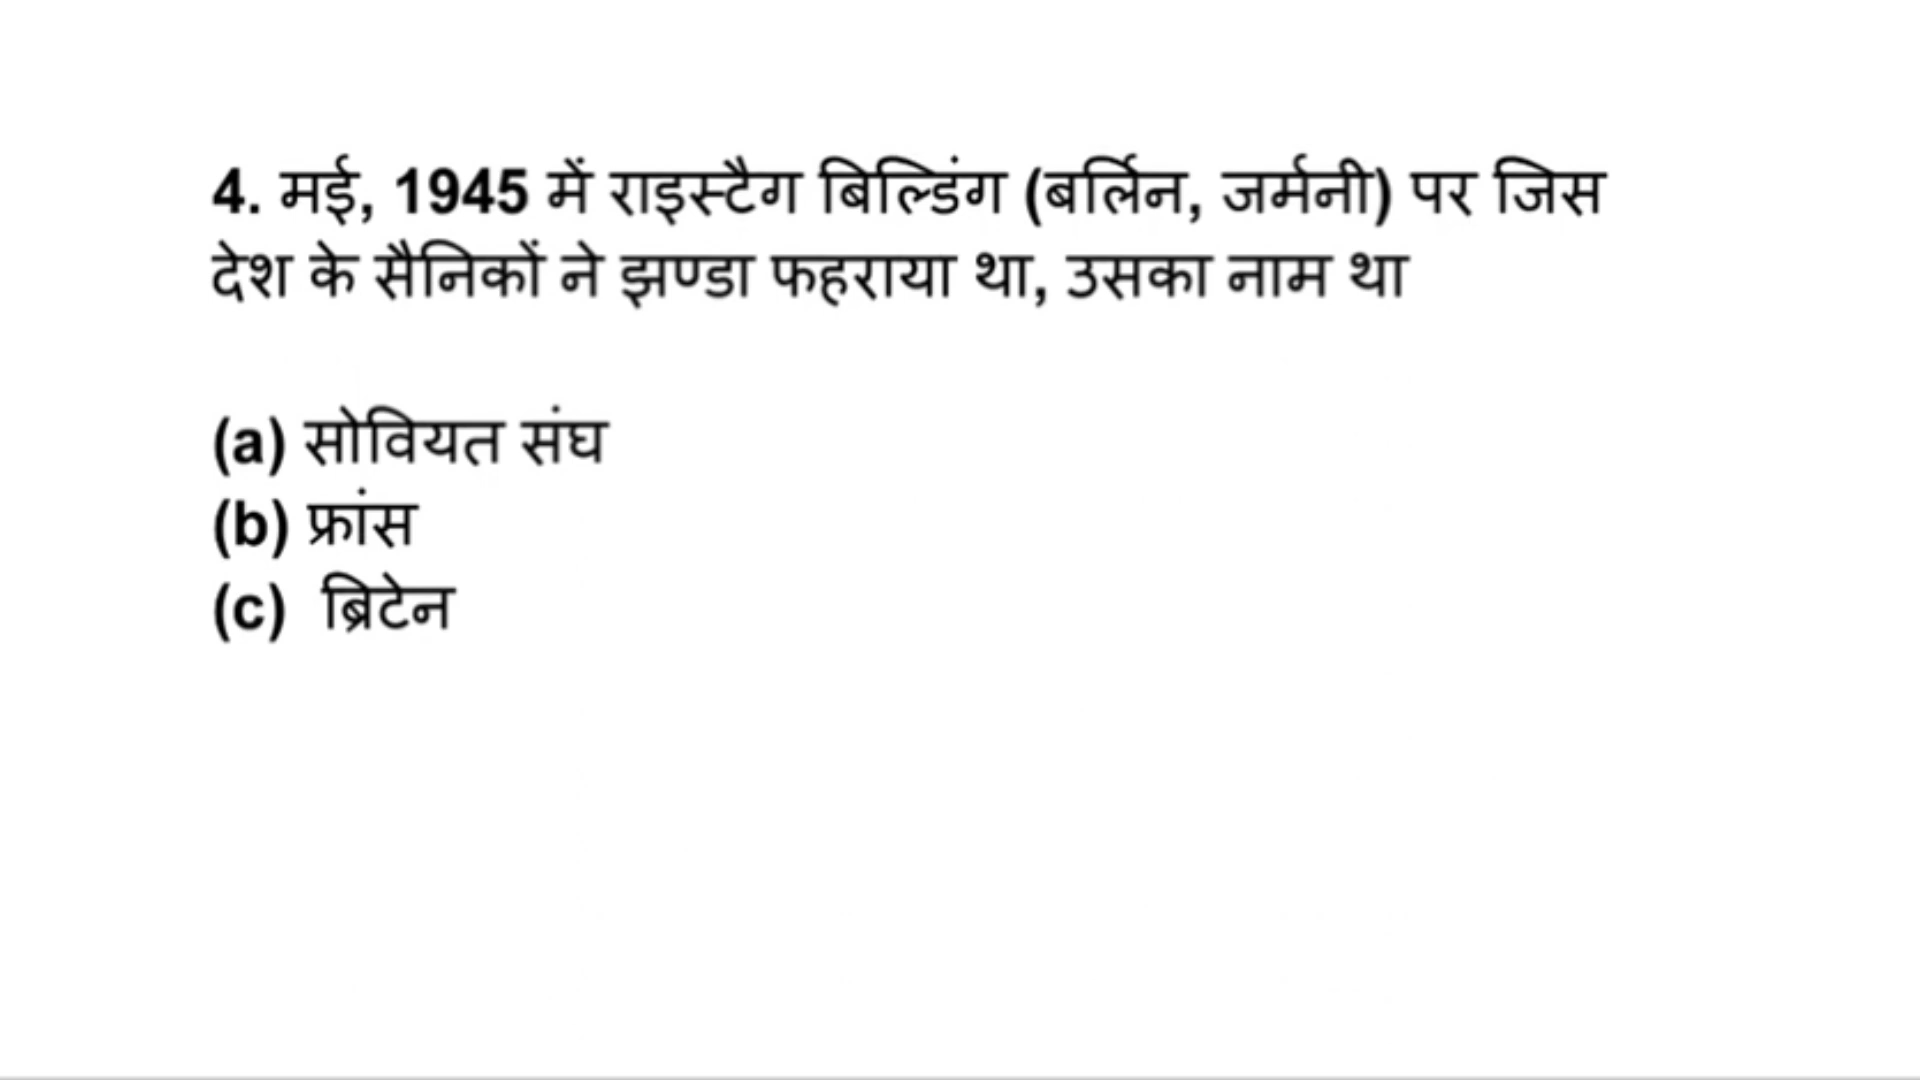 4. मई, 1945 में राइस्टैग बिल्डिंग (बर्लिन, जर्मनी) पर जिस
देश के सैनिकों ने झण्डा फहराया था, उसका नाम था
(a) सोवियत संघ
(b) फ्रांस
(c) ब्रिटेन